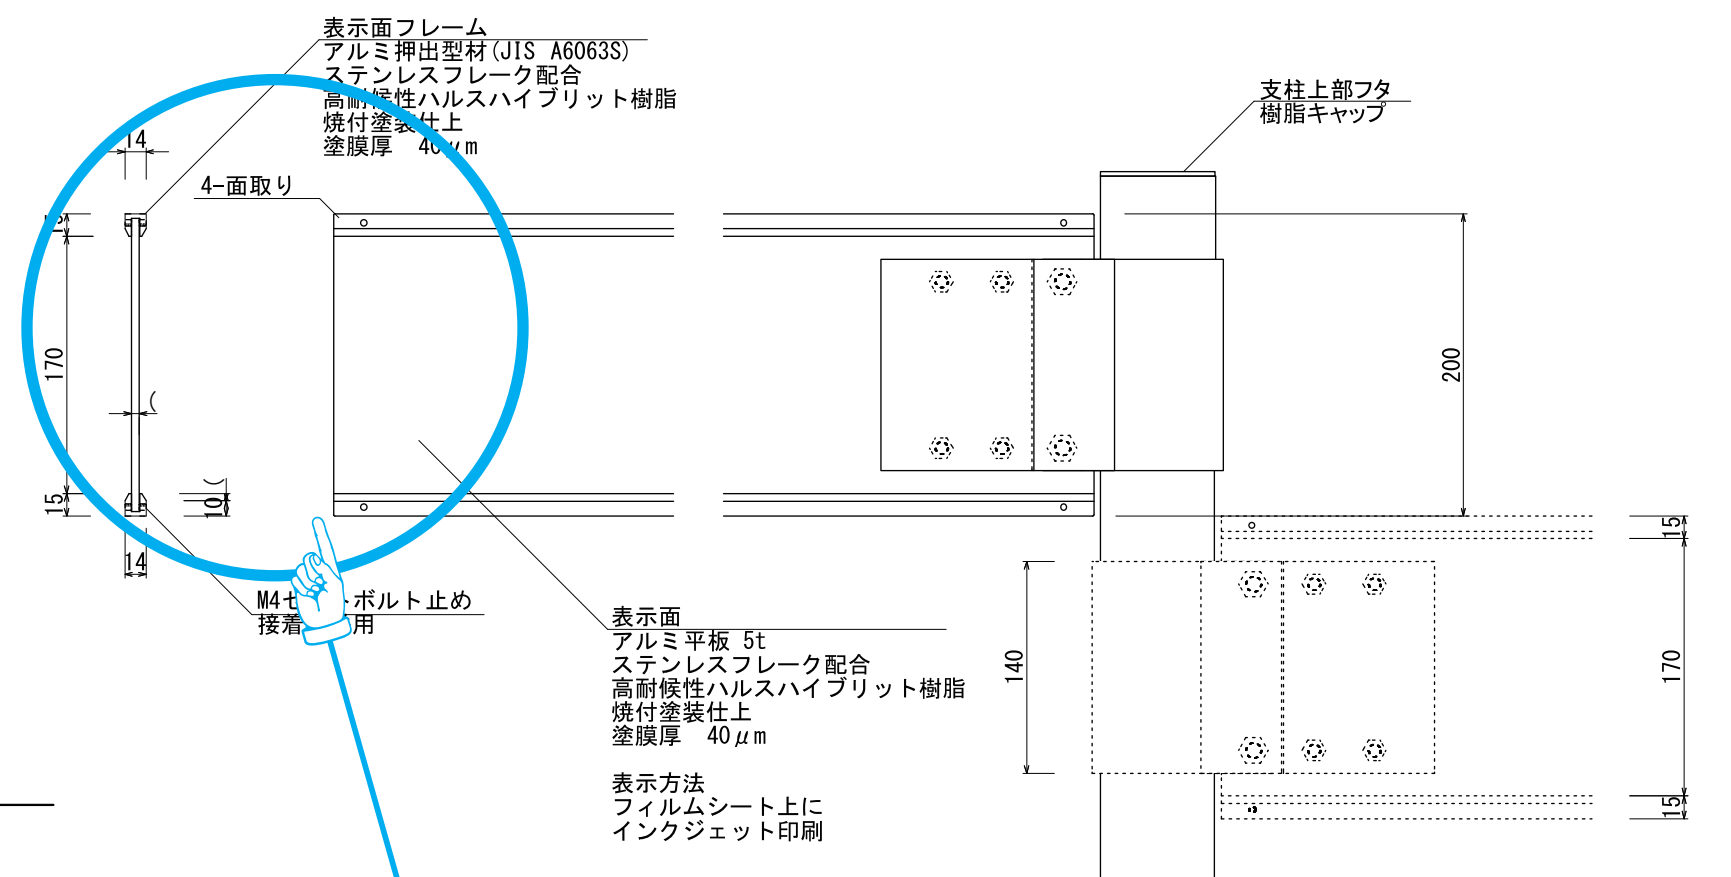 表示面フレーム
アルミ押出型材(JIS A6063S)
ステンレスフレーク配合
高耐候性ハルスハイブリット樹脂
焼付塗装仕上
塗膜厚 40μm
支柱上部フタ
樹脂キャップ
14
4-面取り
15
170
200
(
15
10
(
14
M4セ トボルト止め
接着 用
表示面
アルミ平板 5t
ステンレスフレーク配合
高耐候性ハルスハイブリット樹脂
焼付塗装仕上
塗膜厚 40μm
表示方法
フィルムシート上に
インクジェット印刷
140
15
170
15